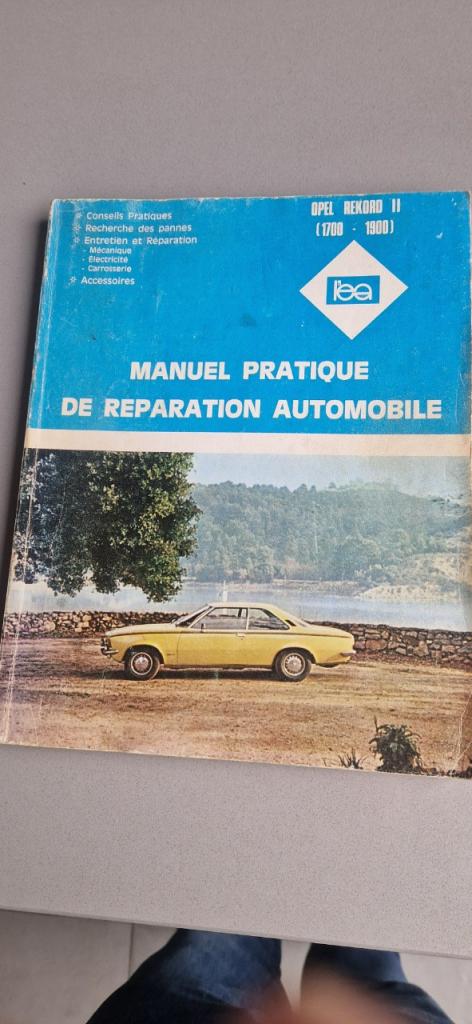 * Conseils Pratiques
* Recherche des pannes
* Entretien et Réparation
- Mécanique
- Électricité
- Carrosserie
* Accessoires
OPEL REKORD II
(1700 - 1900)
l'ea
MANUEL PRATIQUE
DE REPARATION AUTOMOBILE